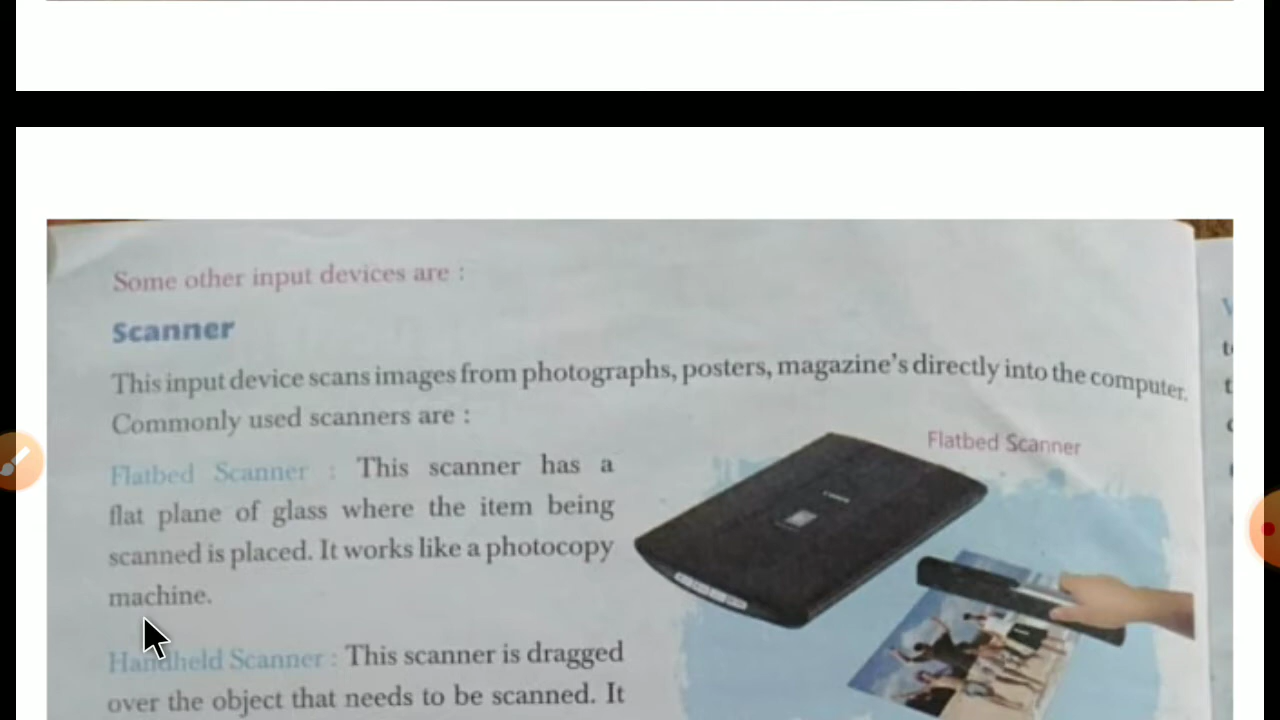 Some other input devices are :
Scanner
This input device scans images from photographs, posters, magazine's directly into the computer.
Commonly used scanners are :
Flatbed Scanner
Flatbed Scanner : This scanner has a
flat plane of glass where the item being
scanned is placed. It works like a photocopy
machine.
Handheld Scanner : This scanner is dragged
over the object that needs to be scanned. It